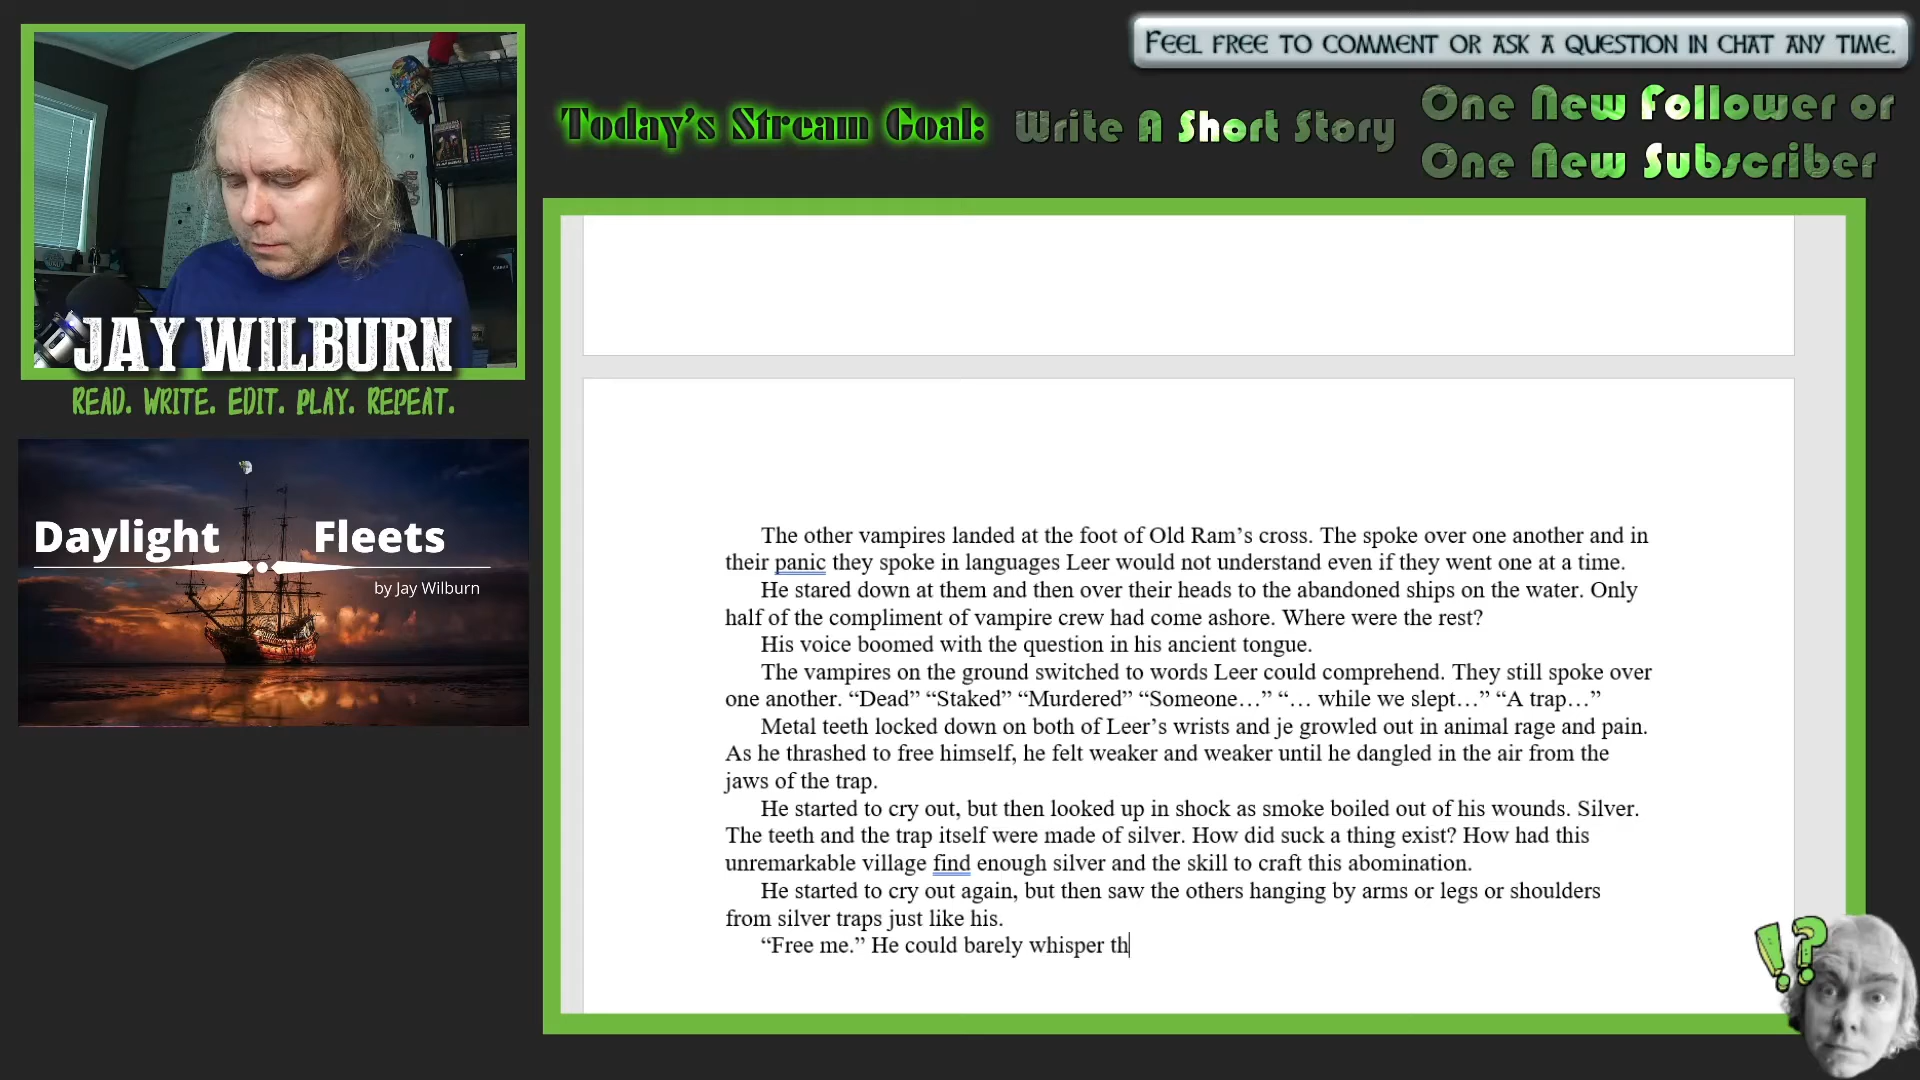 FEEL FREE TO COMMENT OR ASK A QUESTION IN CHAT ANY TIME.
Today's Stream Goal:
Write A Short Story
One New Follower or
One New Subscriber
JAY WILBURN
READ. WRITE. EDIT. PLAY. REPEAT.
Daylight Fleets
by Jay Wilburn
The other vampires landed at the foot of Old Ram’s cross. The spoke over one another and in
their panic they spoke in languages Leer would not understand even if they went one at a time.
He stared down at them and then over their heads to the abandoned ships on the water. Only
half of the compliment of vampire crew had come ashore. Where were the rest?
His voice boomed with the question in his ancient tongue.
The vampires on the ground switched to words Leer could comprehend. They still spoke over
one another. “Dead” “Staked” “Murdered” “Someone…” “… while we slept…” “A trap…”
Metal teeth locked down on both of Leer’s wrists and je growled out in animal rage and pain.
As he thrashed to free himself, he felt weaker and weaker until he dangled in the air from the
jaws of the trap.
He started to cry out, but then looked up in shock as smoke boiled out of his wounds. Silver.
The teeth and the trap itself were made of silver. How did suck a thing exist? How had this
unremarkable village find enough silver and the skill to craft this abomination.
He started to cry out again, but then saw the others hanging by arms or legs or shoulders
from silver traps just like his.
“Free me.” He could barely whisper th
!?